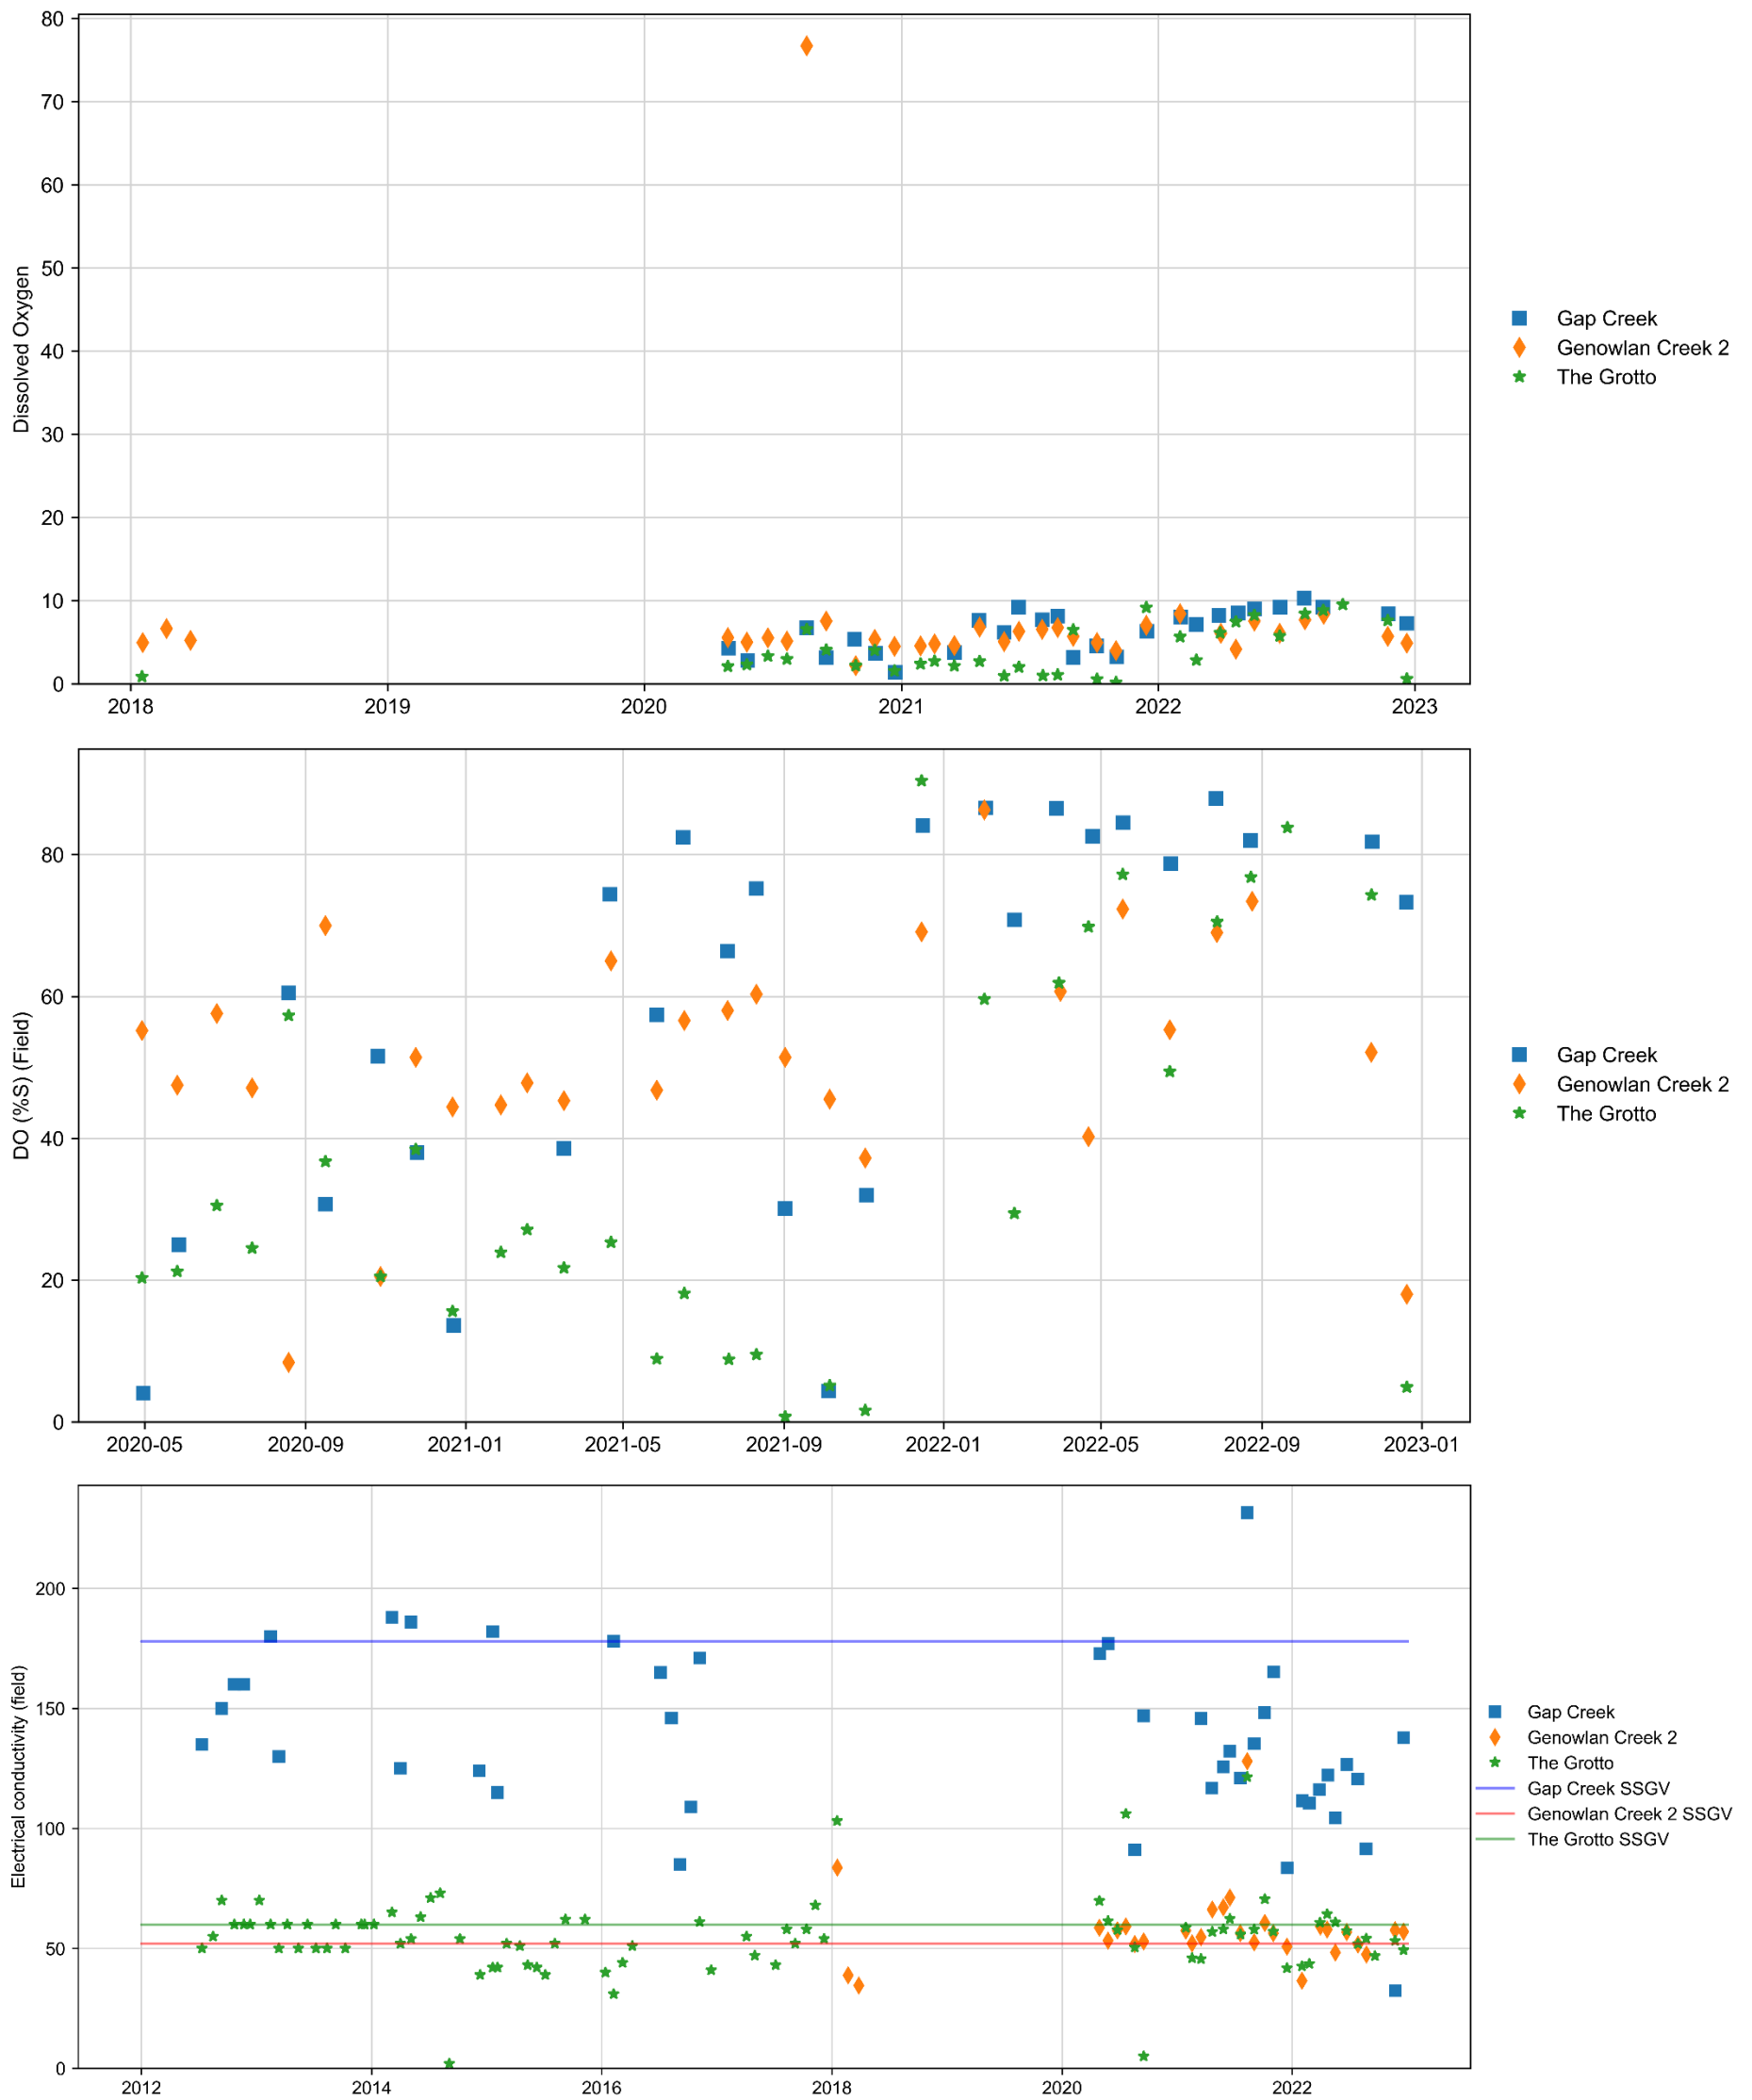 80
70
60
50
40
30
20
10
0
Dissolved Oxygen
2018 2019 2020 2021 2022 2023
Gap Creek
Genowlan Creek 2
The Grotto
80
60
40
20
0
DO (%S) (Field)
2020-05 2020-09 2021-01 2021-05 2021-09 2022-01 2022-05 2022-09 2023-01
Gap Creek
Genowlan Creek 2
The Grotto
200
150
100
50
0
Electrical conductivity (field)
2012 2014 2016 2018 2020 2022
Gap Creek
Genowlan Creek 2
The Grotto
Gap Creek SSGV
Genowlan Creek 2 SSGV
The Grotto SSGV